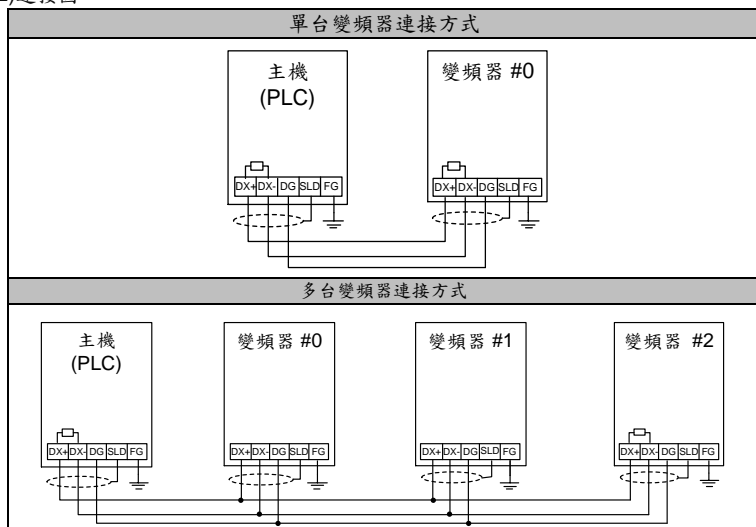 單台變頻器連接方式
主機 變頻器 #0
(PLC)
DX+ DX- DG SLD FG DX+ DX- DG SLD FG
多台變頻器連接方式
主機 變頻器 #0 變頻器 #1 變頻器 #2
(PLC)
DX+ DX- DG SLD FG DX+ DX- DG SLD FG DX+ DX- DG SLD FG DX+ DX- DG SLD FG